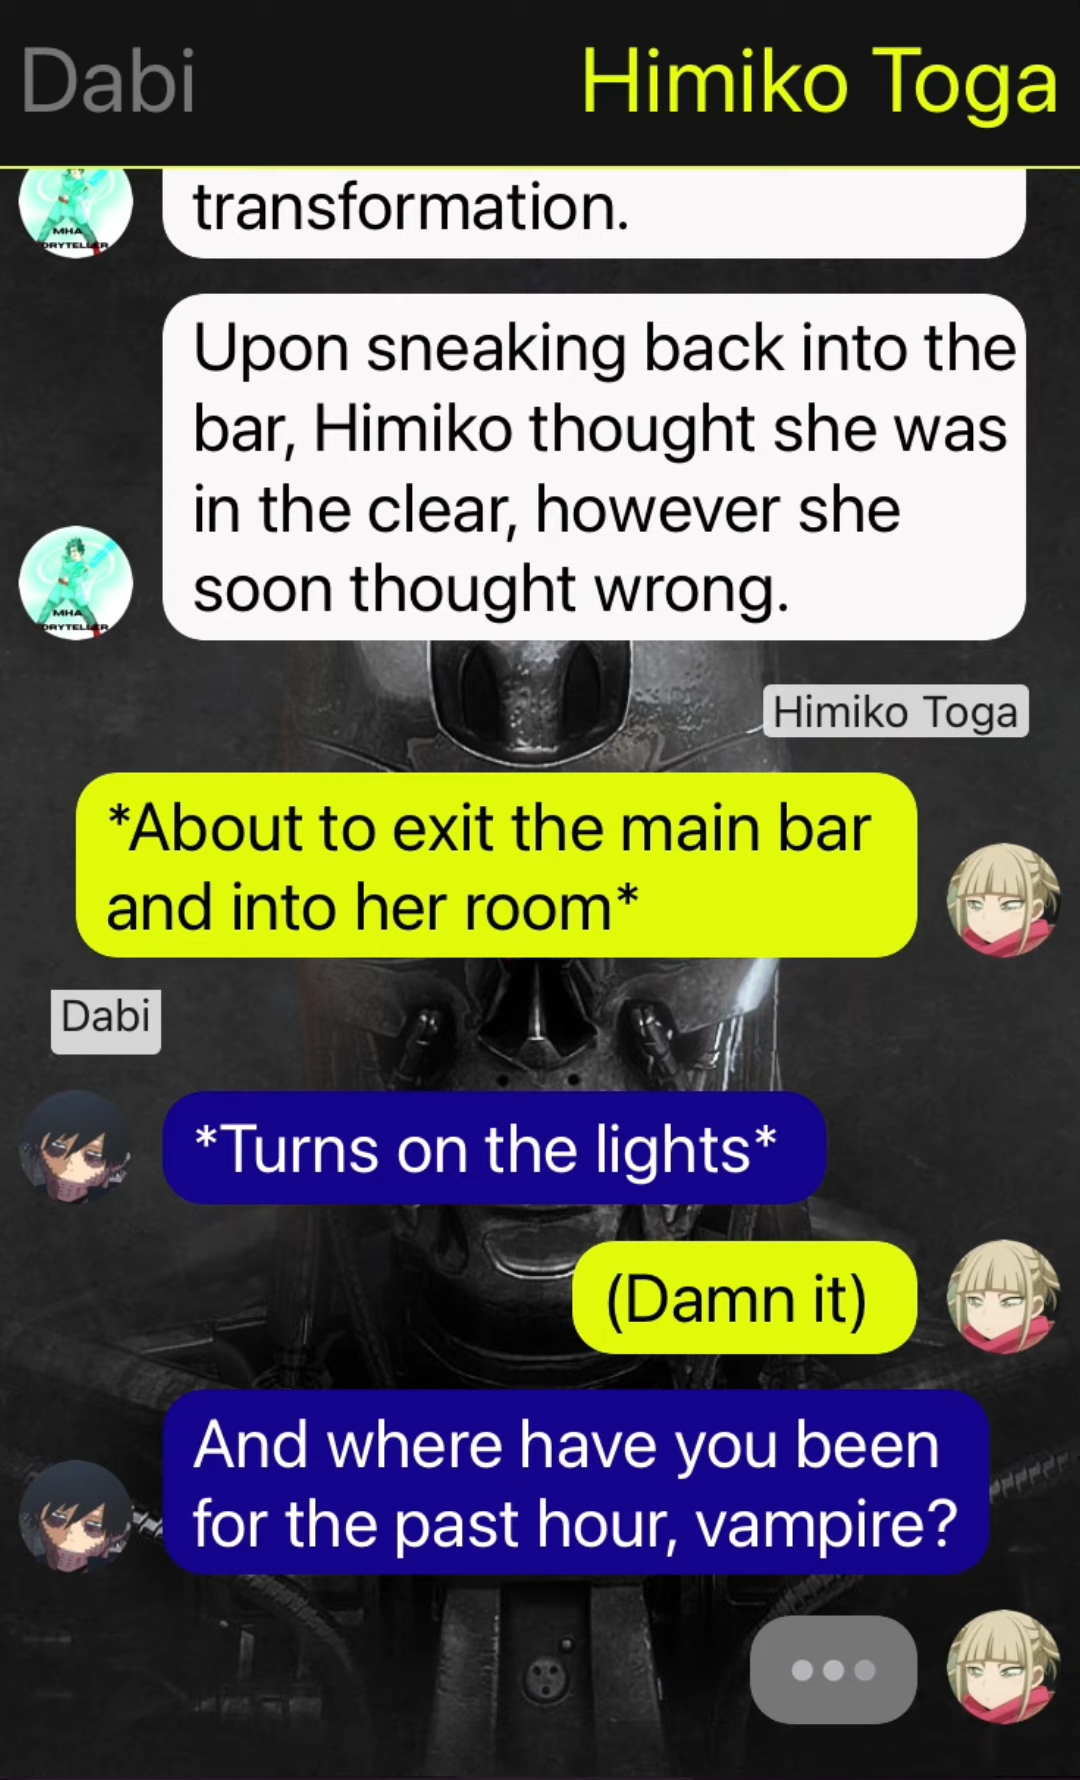 Dabi
Himiko Toga
transformation.
MHA
Upon sneaking back into the
bar, Himiko thought she was
in the clear, however she
soon thought wrong.
MHA
Himiko Toga
*About to exit the main bar
and into her room*
Dabi
*Turns on the lights*
(Damn it)
And where have you been
for the past hour, vampire?